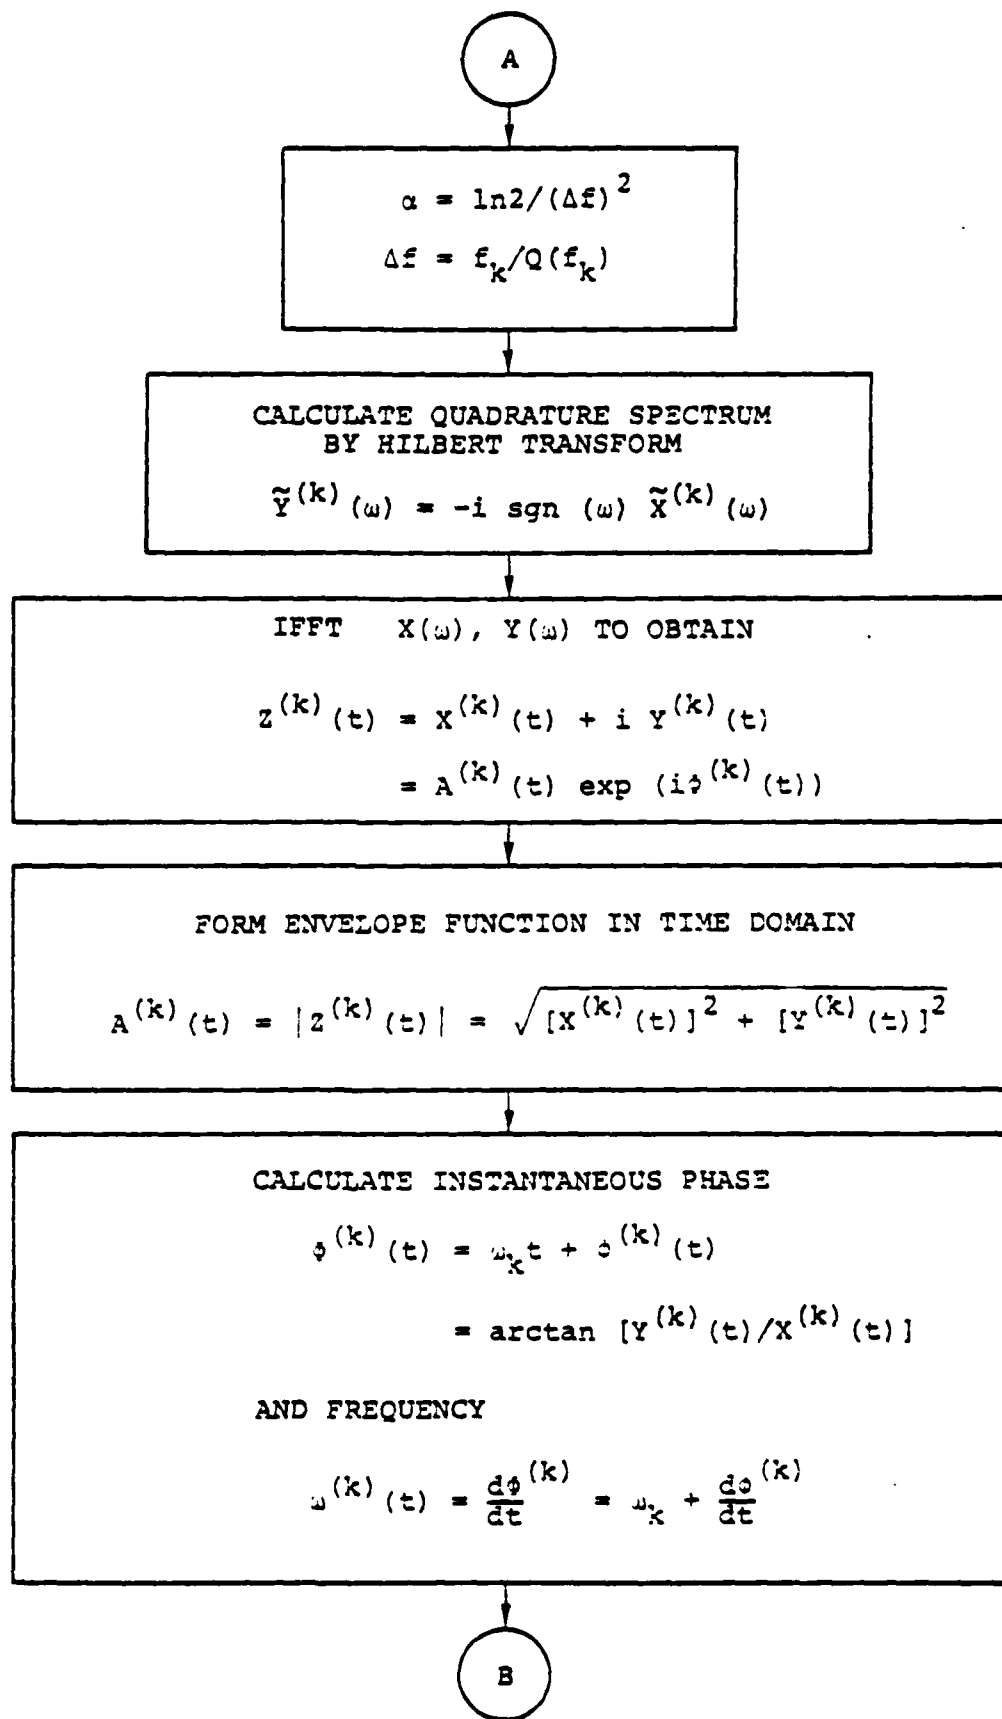 A
α = ln2/(Δf)²
Δf = f_k/Q(f_k)
CALCULATE QUADRATURE SPECTRUM
BY HILBERT TRANSFORM
Ỹ^(k)(ω) = -i sgn (ω) X̃^(k)(ω)
IFFT X(ω), Y(ω) TO OBTAIN
Z^(k)(t) = X^(k)(t) + i Y^(k)(t)
= A^(k)(t) exp (iΦ^(k)(t))
FORM ENVELOPE FUNCTION IN TIME DOMAIN
A^(k)(t) = |Z^(k)(t)| = √([X^(k)(t)]² + [Y^(k)(t)]²)
CALCULATE INSTANTANEOUS PHASE
Φ^(k)(t) = ω_k t + φ^(k)(t)
= arctan [Y^(k)(t)/X^(k)(t)]
AND FREQUENCY
ω^(k)(t) = dΦ^(k)/dt = ω_k + dφ^(k)/dt
B